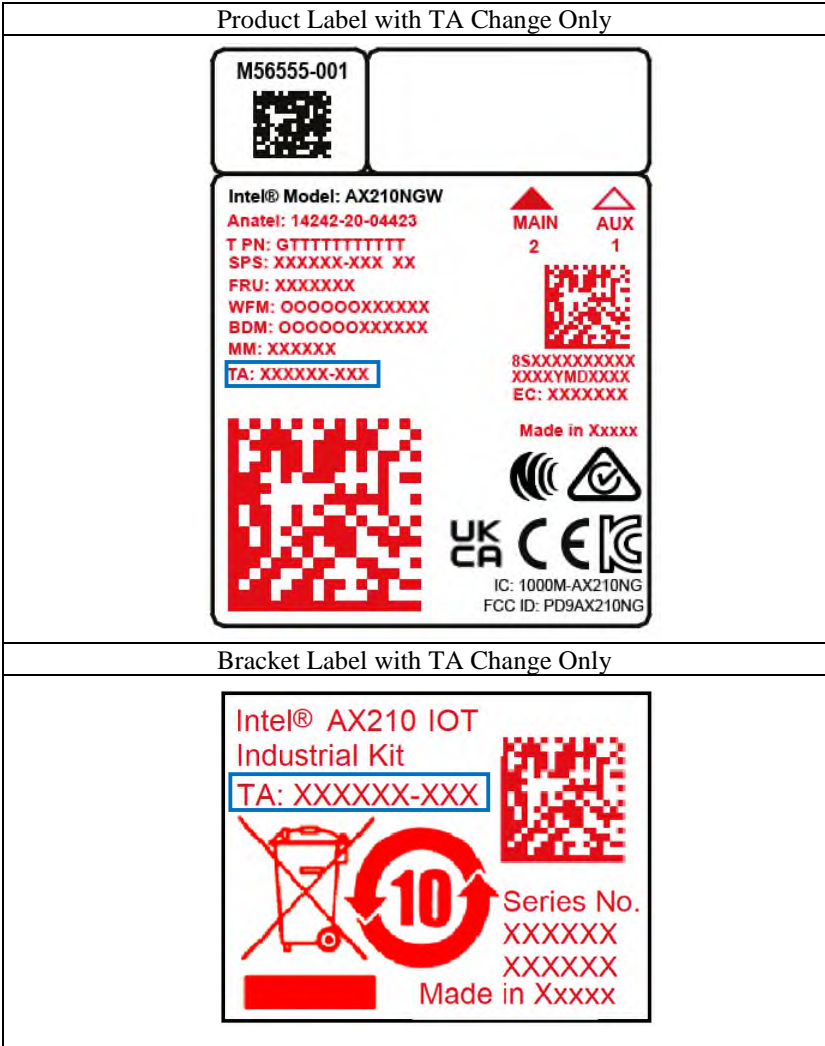 Product Label with TA Change Only
M56555-001
Intel® Model: AX210NGW
Anatel: 14242-20-04423
T PN: GTTTTTTTTTTT
SPS: XXXXXX-XXX XX
FRU: XXXXXXX
WFM: OOOOOOXXXXXX
BDM: OOOOOOXXXXXX
MM: XXXXXX
TA: XXXXXX-XXX
MAIN AUX
2 1
8SXXXXXXXXXX
XXXXYMDXXXX
EC: XXXXXXX
Made in Xxxxx
UK
CA CE
IC: 1000M-AX210NG
FCC ID: PD9AX210NG
Bracket Label with TA Change Only
Intel® AX210 IOT
Industrial Kit
TA: XXXXXX-XXX
10
Series No.
XXXXXX
XXXXXX
Made in Xxxxx